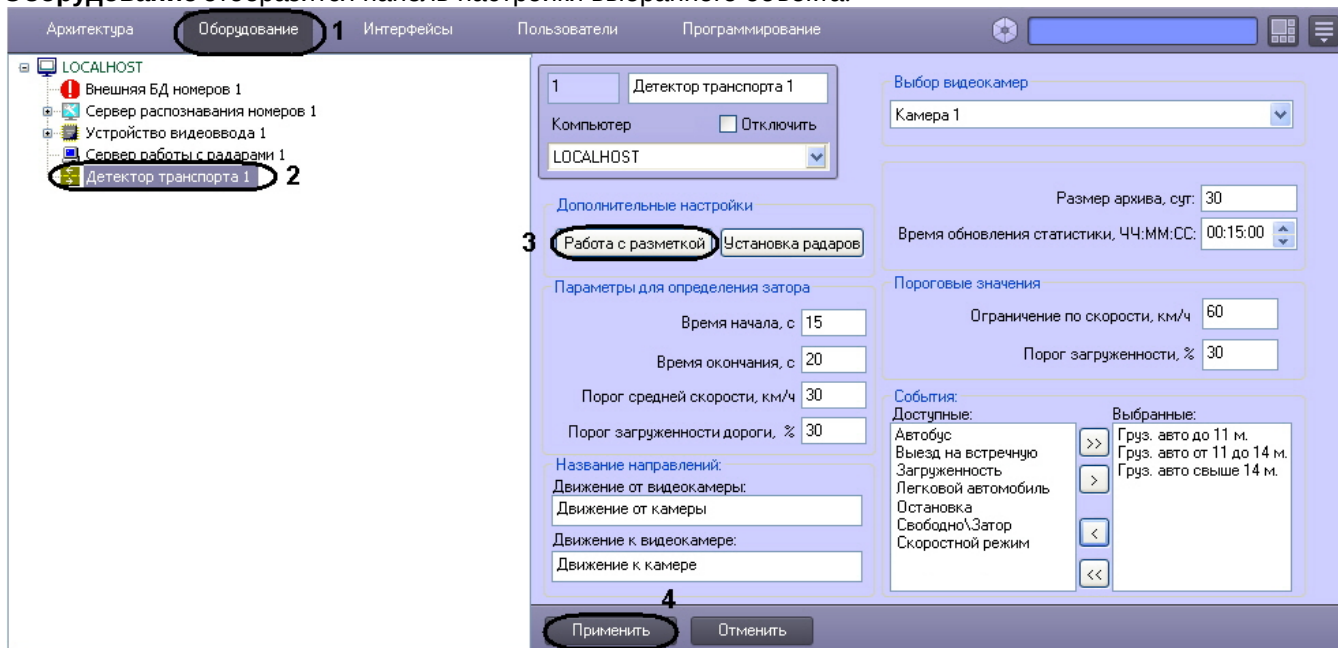 Оборудование отобразится панель настройки выбранного объекта.
Архитектура Оборудование 1 Интерфейсы Пользователи Программирование
LOCALHOST
Внешняя БД номеров 1
Сервер распознавания номеров 1
Устройство видеоввода 1
Сервер работы с радарами 1
Детектор транспорта 1 2
1 Детектор транспорта 1
Компьютер Отключить
LOCALHOST
Дополнительные настройки
3 Работа с разметкой Установка радаров
Параметры для определения затора
Время начала, с 15
Время окончания, с 20
Порог средней скорости, км/ч 30
Порог загруженности дороги, % 30
Название направлений:
Движение от видеокамеры:
Движение от камеры
Движение к видеокамере:
Движение к камере
Выбор видеокамер
Камера 1
Размер архива, сут: 30
Время обновления статистики, ЧЧ:ММ:СС: 00:15:00
Пороговые значения
Ограничение по скорости, км/ч 60
Порог загруженности, % 30
События:
Доступные:
Автобус
Выезд на встречную
Загруженность
Легковой автомобиль
Остановка
Свободно\Затор
Скоростной режим
>>
>
<
<<
Выбранные:
Груз. авто до 11 м.
Груз. авто от 11 до 14 м.
Груз. авто свыше 14 м.
4
Применить Отменить